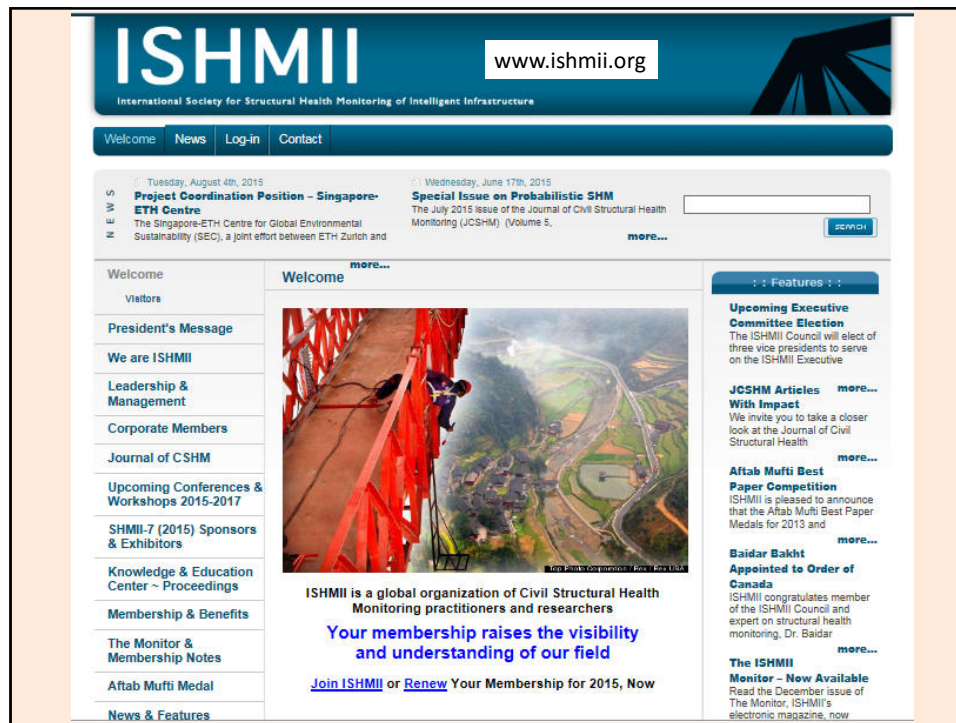 ISHMII
www.ishmii.org
International Society for Structural Health Monitoring of Intelligent Infrastructure
Welcome News Log-in Contact
NEWS
Tuesday, August 4th, 2015
Project Coordination Position – Singapore-
ETH Centre
The Singapore-ETH Centre for Global Environmental
Sustainability (SEC), a joint effort between ETH Zurich and
more...
Wednesday, June 17th, 2015
Special Issue on Probabilistic SHM
The July 2015 issue of the Journal of Civil Structural Health
Monitoring (JCSHM) (Volume 5,
more...
SEARCH
Welcome
Visitors
President's Message
We are ISHMII
Leadership &
Management
Corporate Members
Journal of CSHM
Upcoming Conferences &
Workshops 2015-2017
SHMII-7 (2015) Sponsors
& Exhibitors
Knowledge & Education
Center ~ Proceedings
Membership & Benefits
The Monitor &
Membership Notes
Aftab Mufti Medal
News & Features
Welcome
Top Photo Corporation / Rex / Rex USA
ISHMII is a global organization of Civil Structural Health
Monitoring practitioners and researchers
Your membership raises the visibility
and understanding of our field
Join ISHMII or Renew Your Membership for 2015, Now
: : Features : :
Upcoming Executive
Committee Election
The ISHMII Council will elect of
three vice presidents to serve
on the ISHMII Executive
more...
JCSHM Articles
With Impact
We invite you to take a closer
look at the Journal of Civil
Structural Health
more...
Aftab Mufti Best
Paper Competition
ISHMII is pleased to announce
that the Aftab Mufti Best Paper
Medals for 2013 and
more...
Baidar Bakht
Appointed to Order of
Canada
ISHMII congratulates member
of the ISHMII Council and
expert on structural health
monitoring, Dr. Baidar
more...
The ISHMII
Monitor – Now Available
Read the December issue of
The Monitor, ISHMII's
electronic magazine, now